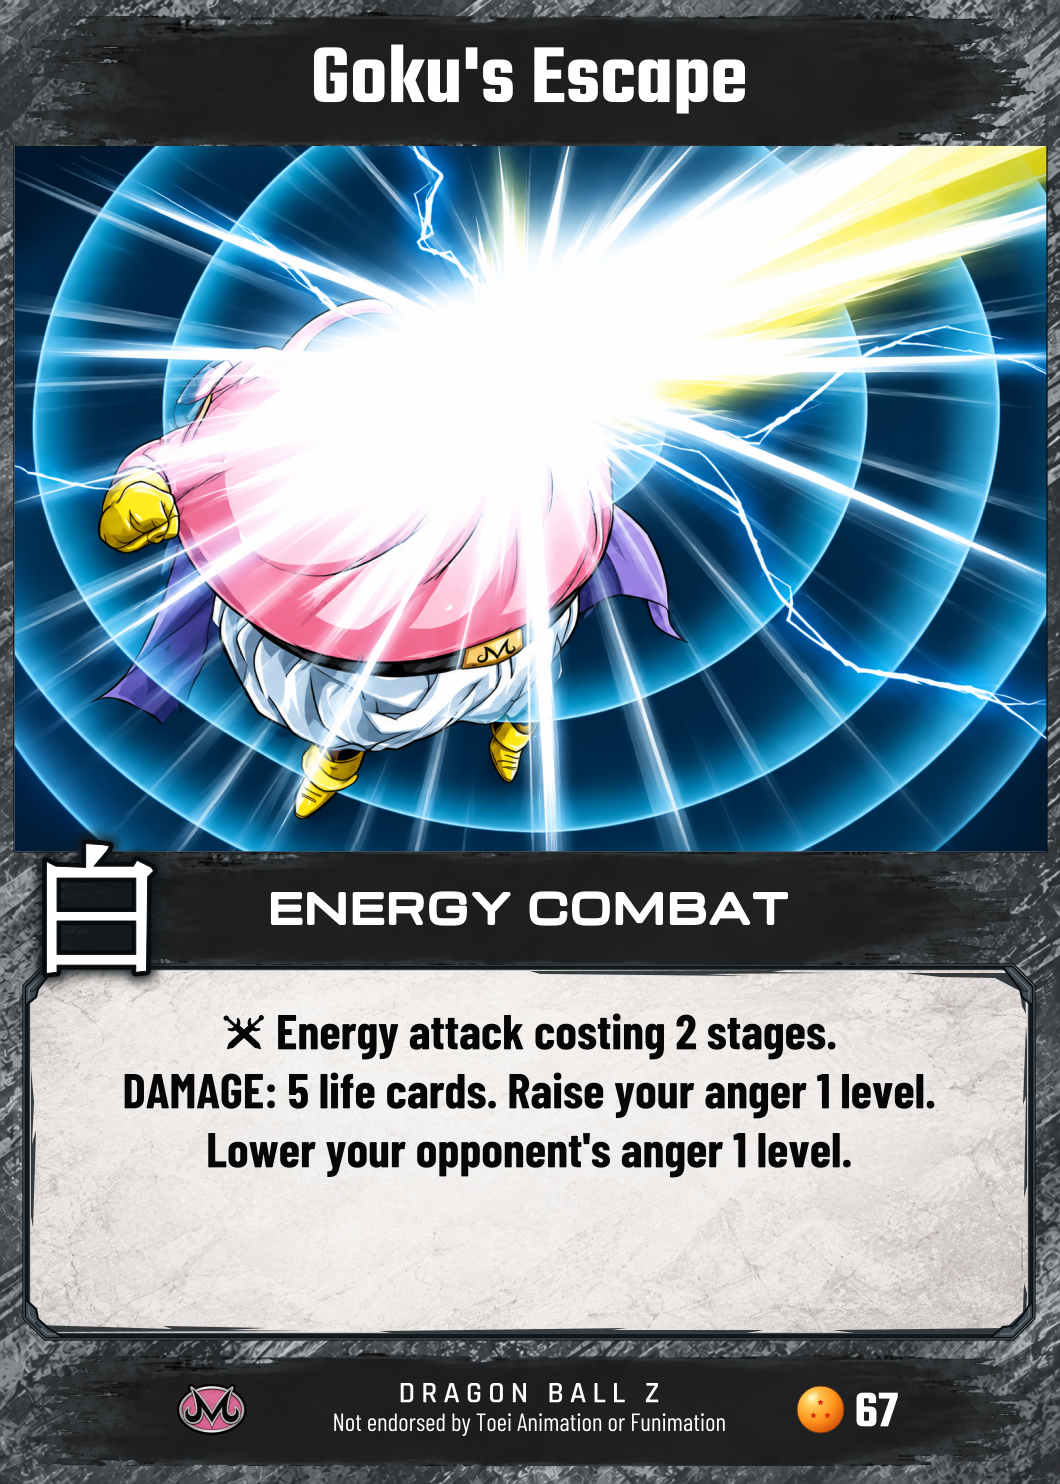 Goku's Escape
M
白
ENERGY COMBAT
Energy attack costing 2 stages.
DAMAGE: 5 life cards. Raise your anger 1 level.
Lower your opponent's anger 1 level.
M
DRAGON BALL Z
Not endorsed by Toei Animation or Funimation
67